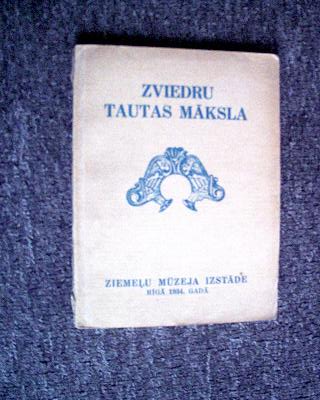 ZVIEDRU
TAUTAS MĀKSLA
ZIEMEĻU MŪZEJA IZSTĀDE
RĪGĀ 1934. GADĀ